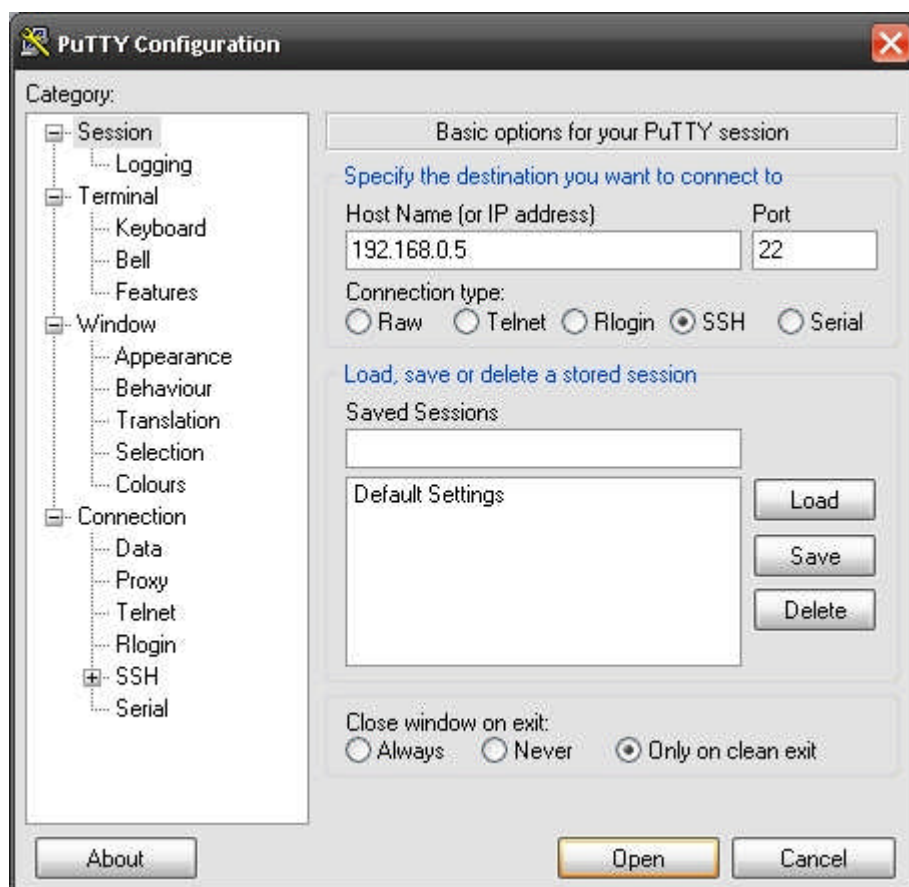 PuTTY Configuration
Category:
Session
Logging
Terminal
Keyboard
Bell
Features
Window
Appearance
Behaviour
Translation
Selection
Colours
Connection
Data
Proxy
Telnet
Rlogin
SSH
Serial
Basic options for your PuTTY session
Specify the destination you want to connect to
Host Name (or IP address) Port
192.168.0.5 22
Connection type:
Raw Telnet Rlogin SSH Serial
Load, save or delete a stored session
Saved Sessions
Default Settings
Load
Save
Delete
Close window on exit:
Always Never Only on clean exit
About Open Cancel